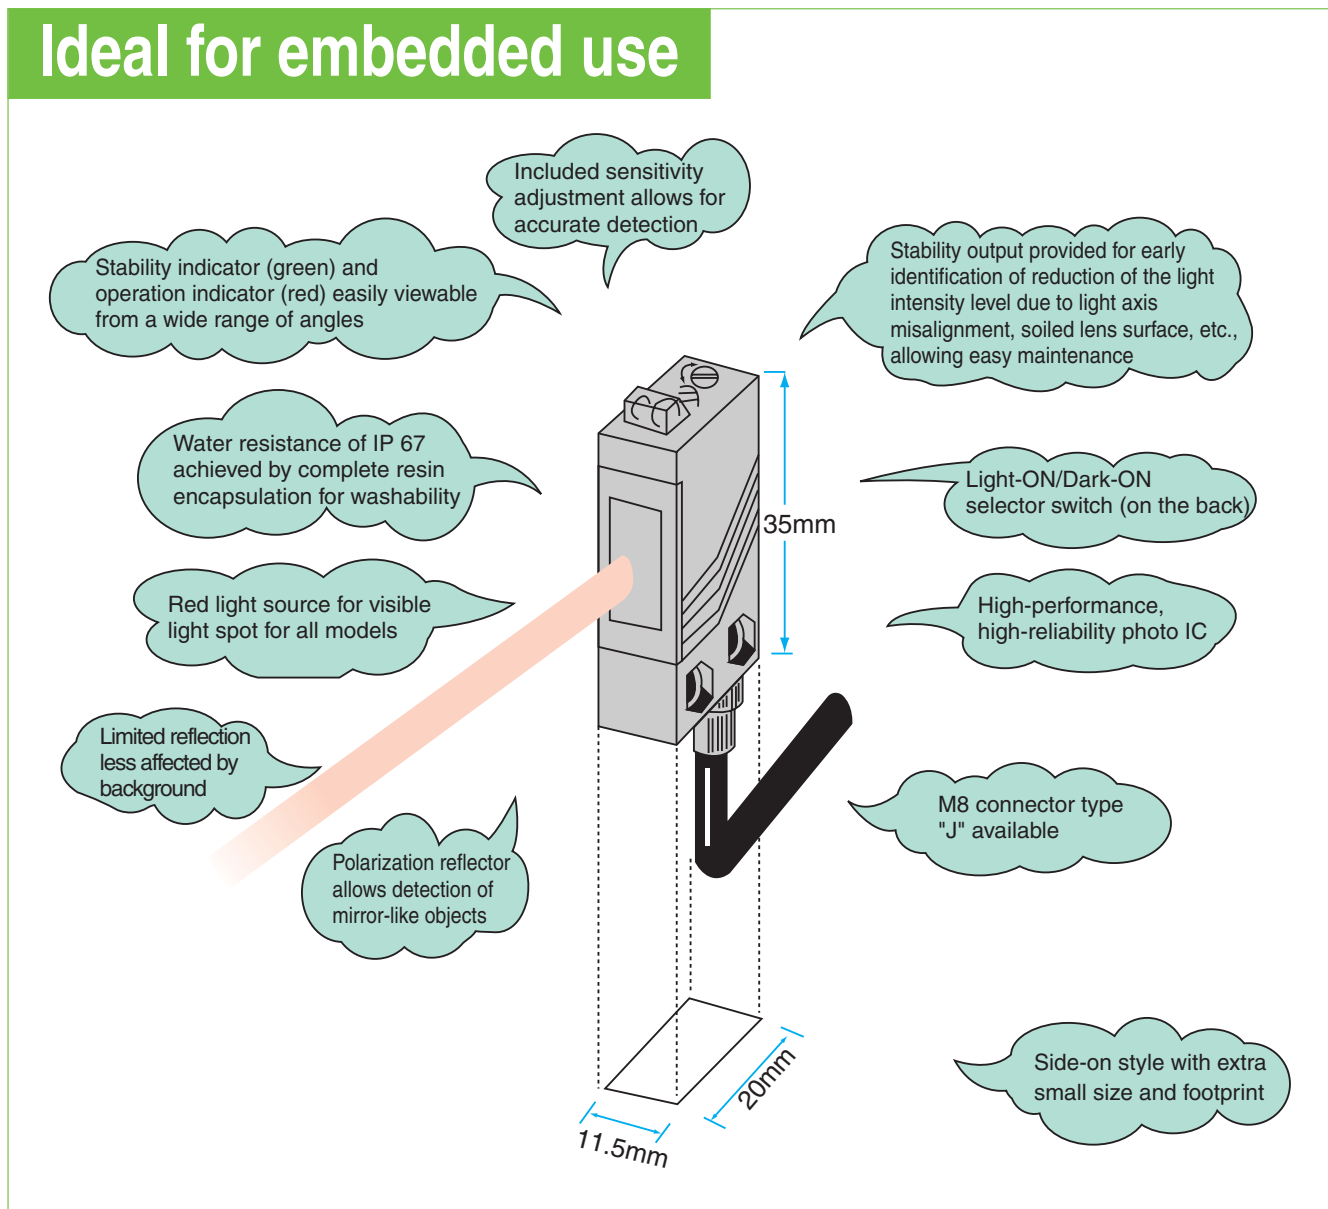 Ideal for embedded use
Included sensitivity
adjustment allows for
accurate detection
Stability indicator (green) and
operation indicator (red) easily viewable
from a wide range of angles
Stability output provided for early
identification of reduction of the light
intensity level due to light axis
misalignment, soiled lens surface, etc.,
allowing easy maintenance
Water resistance of IP 67
achieved by complete resin
encapsulation for washability
Light-ON/Dark-ON
selector switch (on the back)
35mm
Red light source for visible
light spot for all models
High-performance,
high-reliability photo IC
Limited reflection
less affected by
background
M8 connector type
"J" available
Polarization reflector
allows detection of
mirror-like objects
Side-on style with extra
small size and footprint
20mm
11.5mm